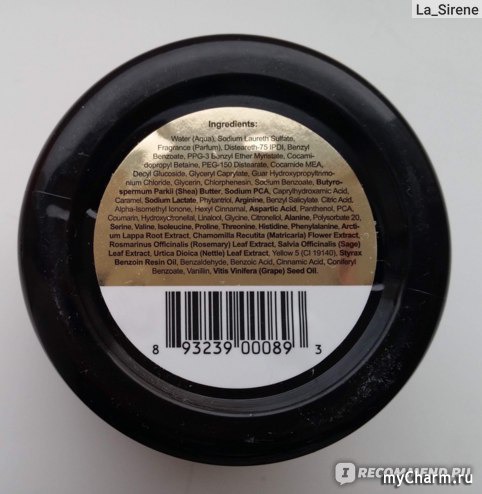 La_Sirene
Ingredients:
Water (Aqua), Sodium Laureth Sulfate,
Fragrance (Parfum), Disteareth-75 IPDI, Benzyl
Benzoate, PPG-3 Benzyl Ether Myristate, Cocami-
dopropyl Betaine, PEG-150 Distearate, Cocamide MEA,
Decyl Glucoside, Glyceryl Caprylate, Guar Hydroxypropyltrimo-
nium Chloride, Glycerin, Chlorphenesin, Sodium Benzoate, Butyro-
spermum Parkii (Shea) Butter, Sodium PCA, Caprylhydroxamic Acid,
Caramel, Sodium Lactate, Phytantriol, Arginine, Benzyl Salicylate, Citric Acid,
Alpha-Isomethyl Ionone, Hexyl Cinnamal, Aspartic Acid, Panthenol, PCA,
Coumarin, Hydroxycitronellal, Linalool, Glycine, Citronellol, Alanine, Polysorbate 20,
Serine, Valine, Isoleucine, Proline, Threonine, Histidine, Phenylalanine, Arcti-
um Lappa Root Extract, Chamomilla Recutita (Matricaria) Flower Extract,
Rosmarinus Officinalis (Rosemary) Leaf Extract, Salvia Officinalis (Sage)
Leaf Extract, Urtica Dioica (Nettle) Leaf Extract, Yellow 5 (CI 19140), Styrax
Benzoin Resin Oil, Benzaldehyde, Benzoic Acid, Cinnamic Acid, Coniferyl
Benzoate, Vanillin, Vitis Vinifera (Grape) Seed Oil.
8 93239 00089 3
IRECOMMEND.RU
myCharm.ru